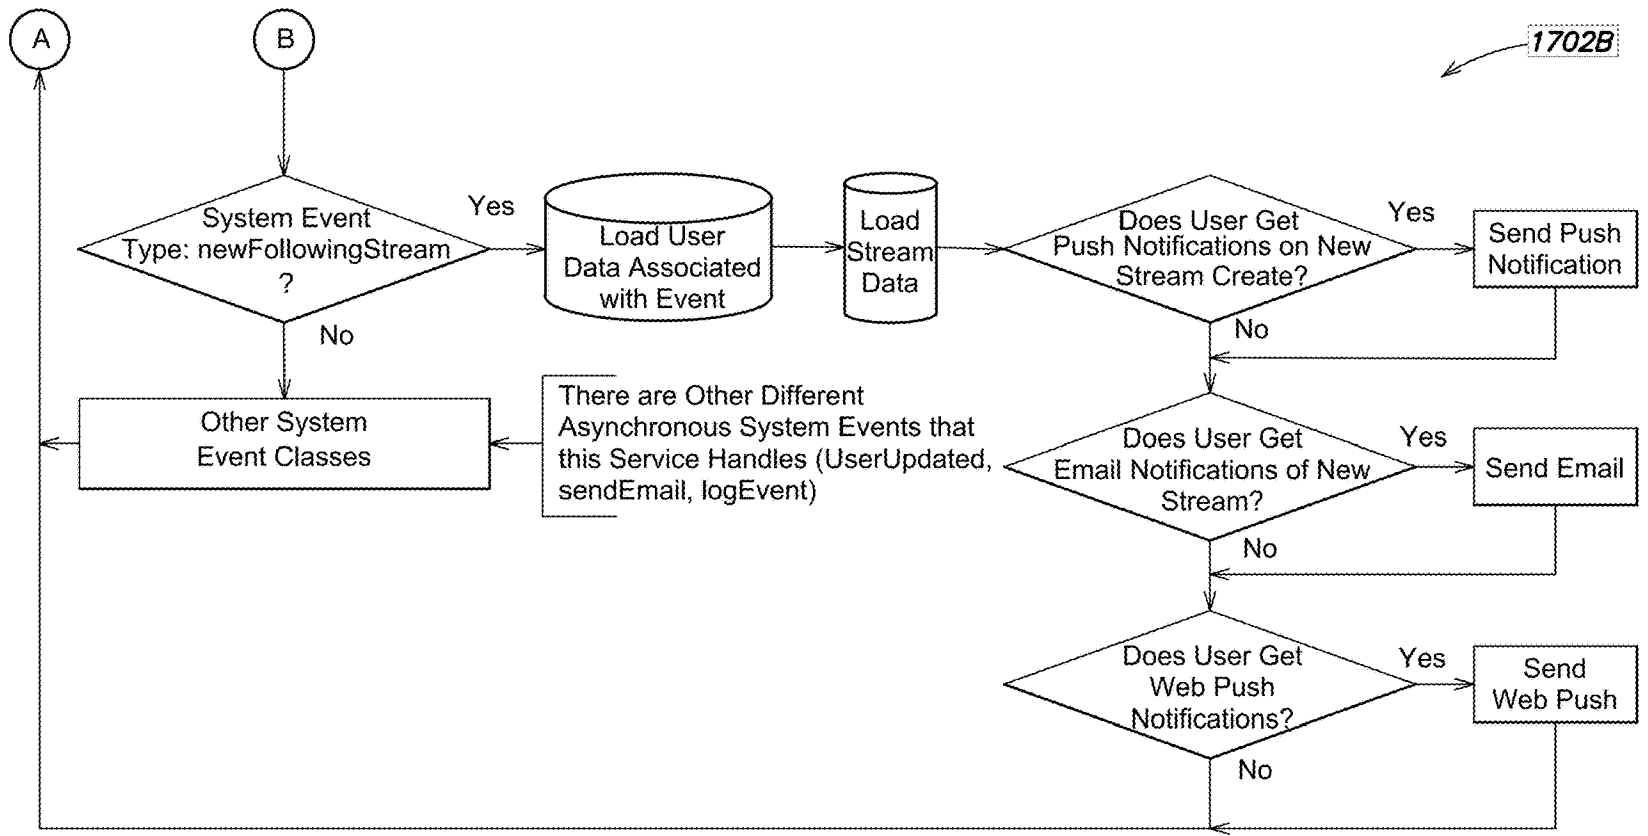 A
B
1702B
System Event
Type: newFollowingStream
?
Yes
No
Load User
Data Associated
with Event
Load
Stream
Data
Does User Get
Push Notifications on New
Stream Create?
Yes
No
Send Push
Notification
Other System
Event Classes
There are Other Different
Asynchronous System Events that
this Service Handles (UserUpdated,
sendEmail, logEvent)
Does User Get
Email Notifications of New
Stream?
Yes
No
Send Email
Does User Get
Web Push
Notifications?
Yes
No
Send
Web Push